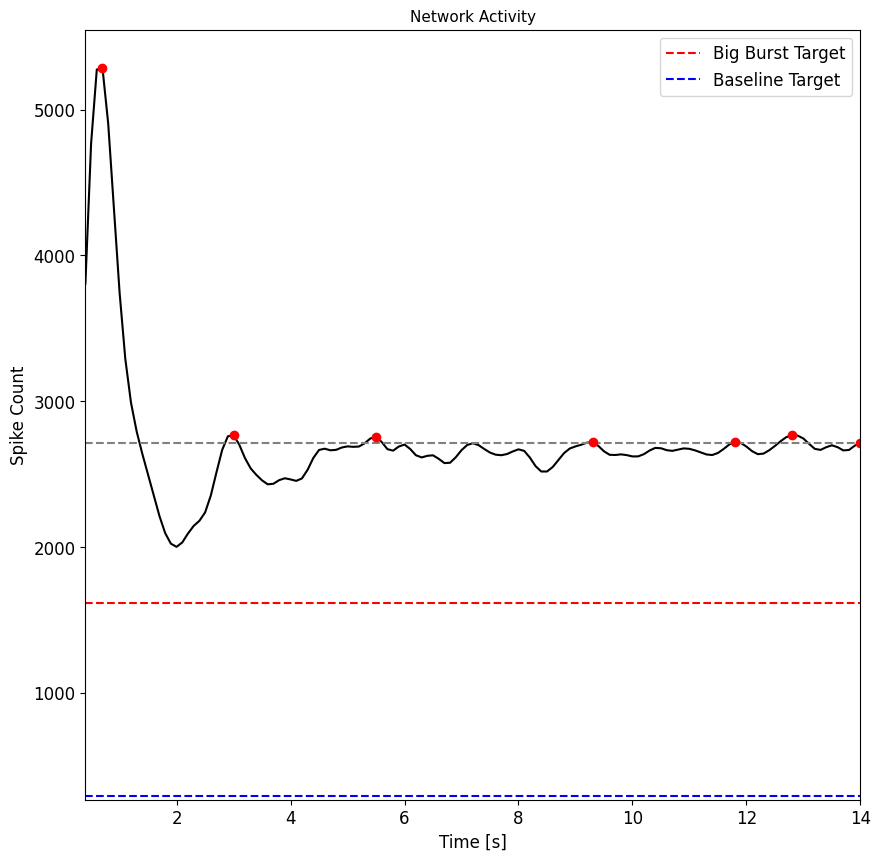 Network Activity
Big Burst Target
Baseline Target
Spike Count
5000
4000
3000
2000
1000
2 4 6 8 10 12 14
Time [s]